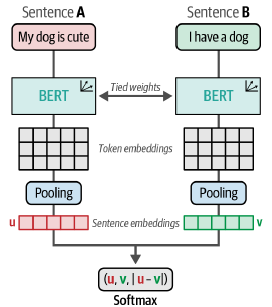 Sentence A
Sentence B
My dog is cute
I have a dog
BERT
Tied weights
BERT
Token embeddings
Pooling
Pooling
u
Sentence embeddings
v
(u, v, | u – v|)
Softmax